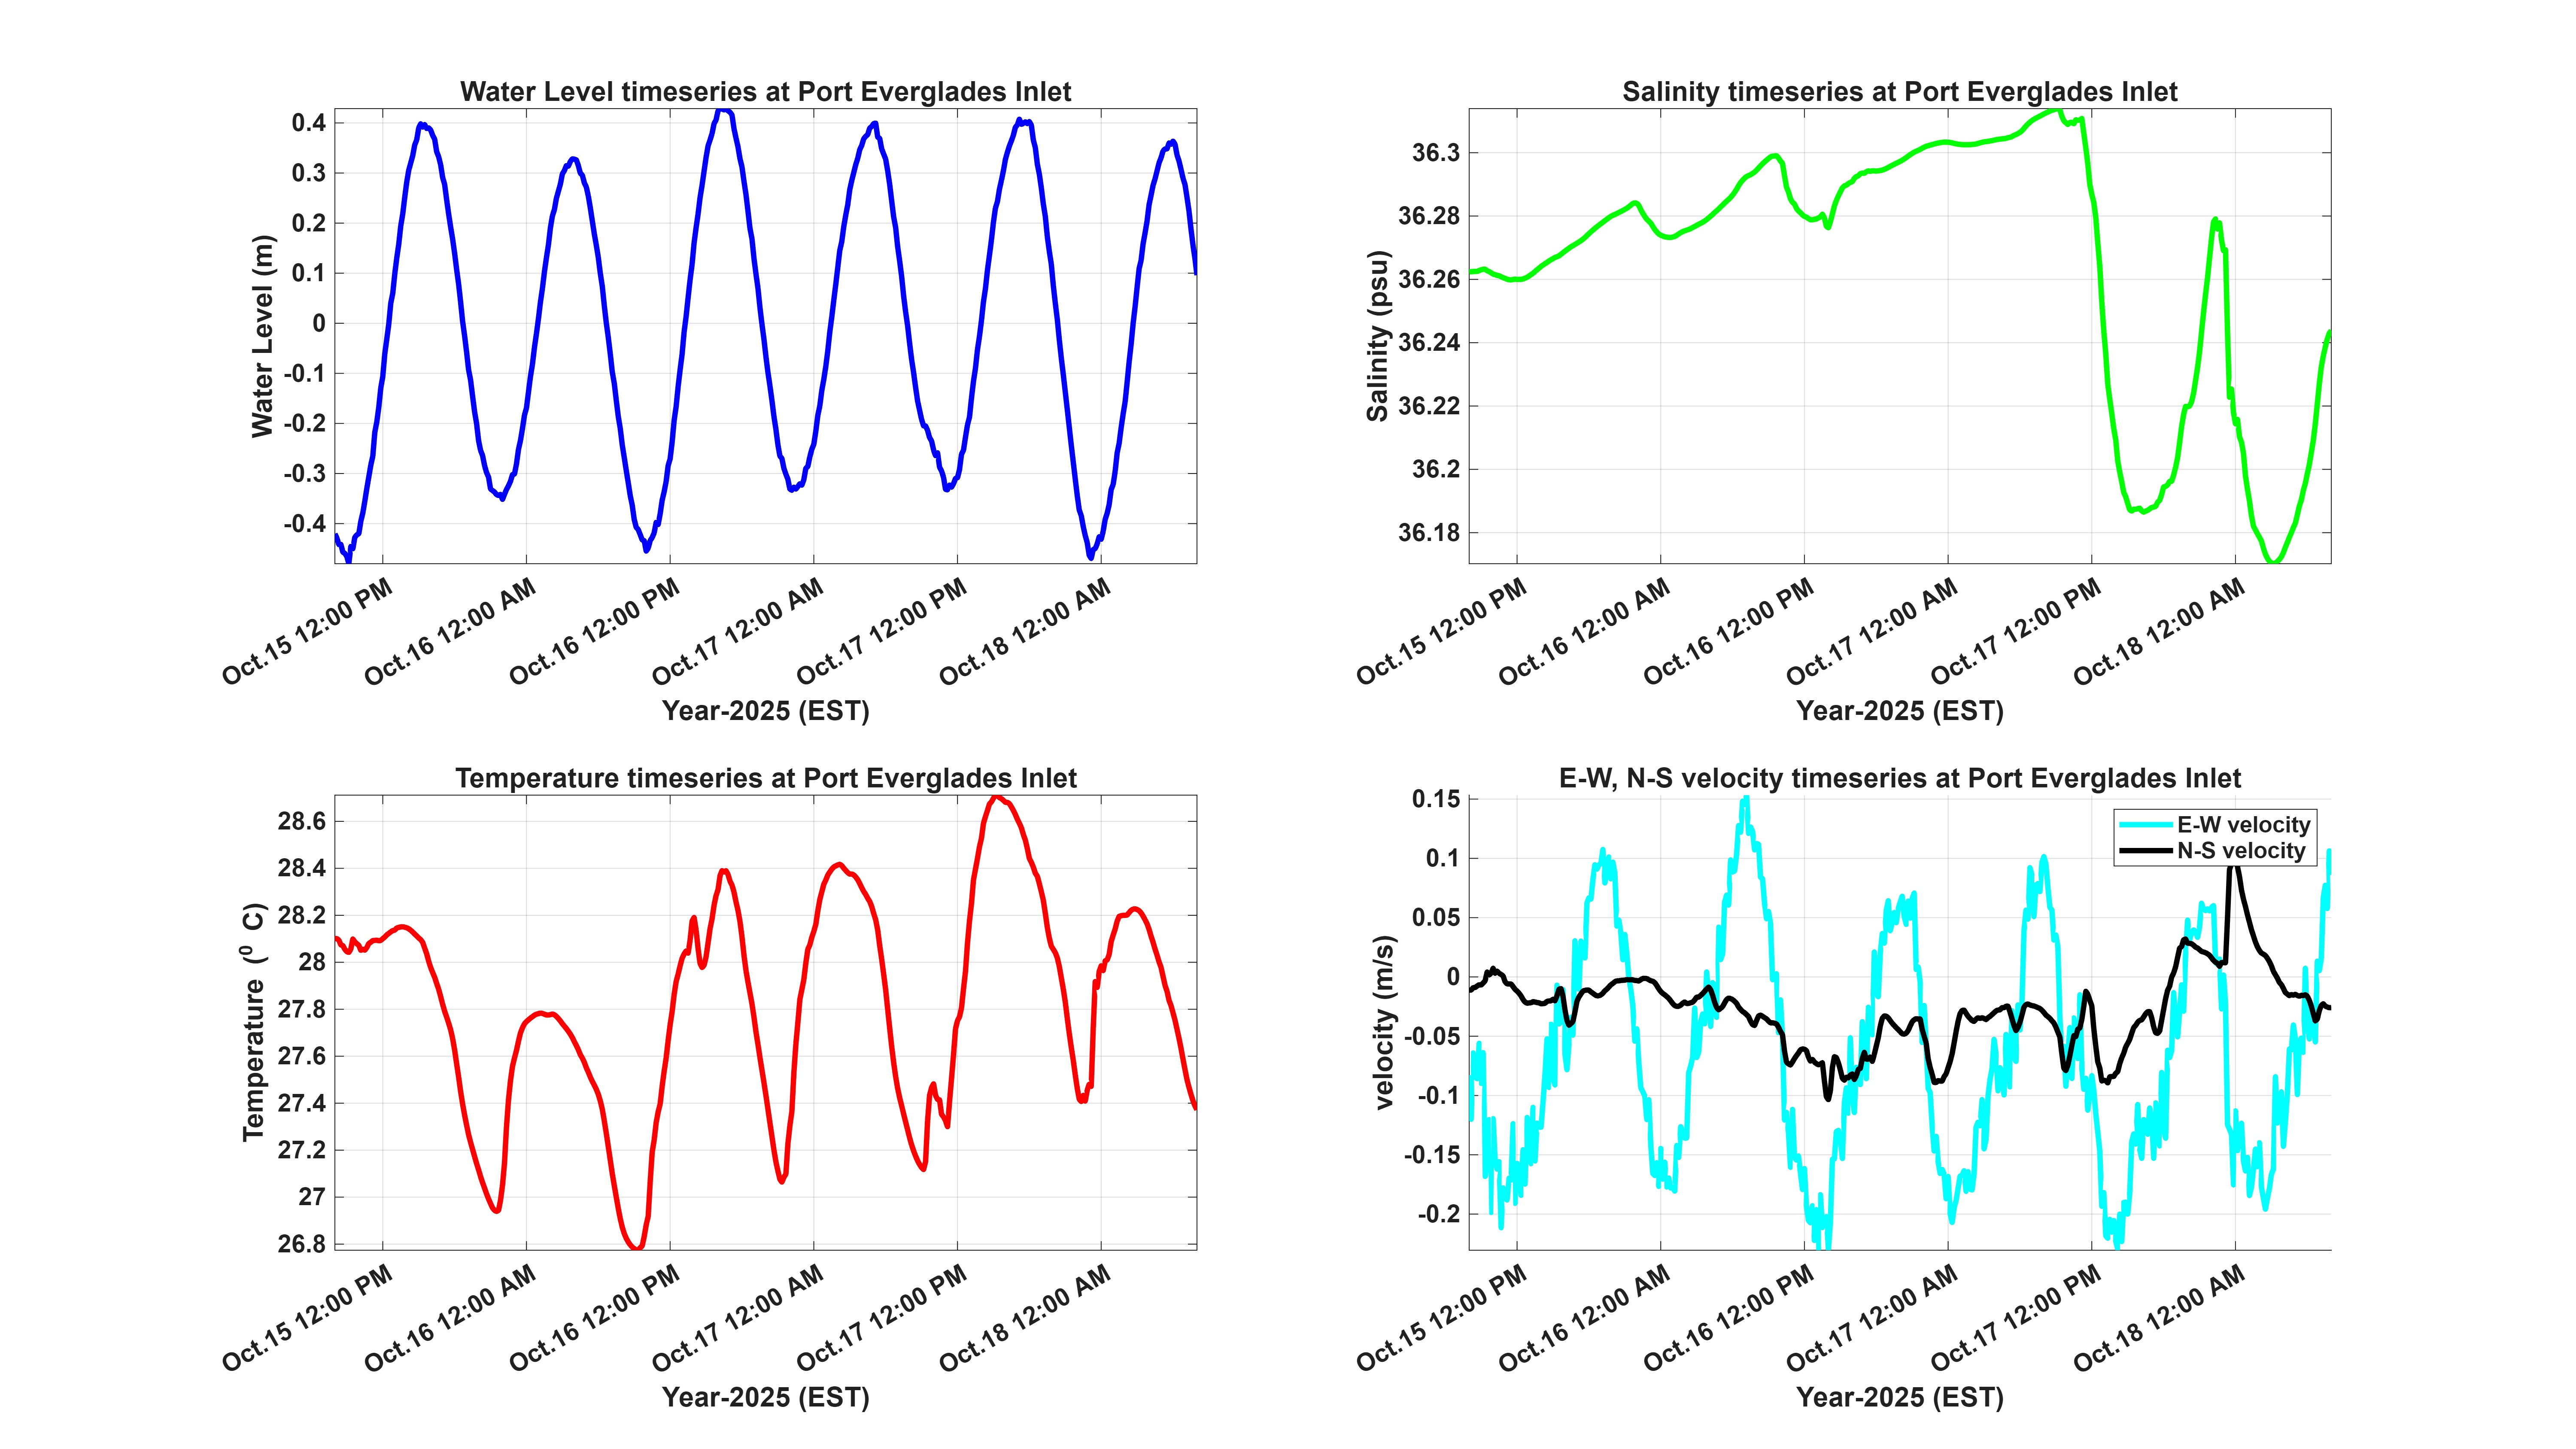 Water Level timeseries at Port Everglades Inlet
Water Level (m)
0.4
0.3
0.2
0.1
0
-0.1
-0.2
-0.3
-0.4
Oct.15 12:00 PM
Oct.16 12:00 AM
Oct.16 12:00 PM
Oct.17 12:00 AM
Oct.17 12:00 PM
Oct.18 12:00 AM
Year-2025 (EST)
Salinity timeseries at Port Everglades Inlet
Salinity (psu)
36.3
36.28
36.26
36.24
36.22
36.2
36.18
Oct.15 12:00 PM
Oct.16 12:00 AM
Oct.16 12:00 PM
Oct.17 12:00 AM
Oct.17 12:00 PM
Oct.18 12:00 AM
Year-2025 (EST)
Temperature timeseries at Port Everglades Inlet
Temperature (⁰ C)
28.6
28.4
28.2
28
27.8
27.6
27.4
27.2
27
26.8
Oct.15 12:00 PM
Oct.16 12:00 AM
Oct.16 12:00 PM
Oct.17 12:00 AM
Oct.17 12:00 PM
Oct.18 12:00 AM
Year-2025 (EST)
E-W, N-S velocity timeseries at Port Everglades Inlet
velocity (m/s)
0.15
0.1
0.05
0
-0.05
-0.1
-0.15
-0.2
E-W velocity
N-S velocity
Oct.15 12:00 PM
Oct.16 12:00 AM
Oct.16 12:00 PM
Oct.17 12:00 AM
Oct.17 12:00 PM
Oct.18 12:00 AM
Year-2025 (EST)